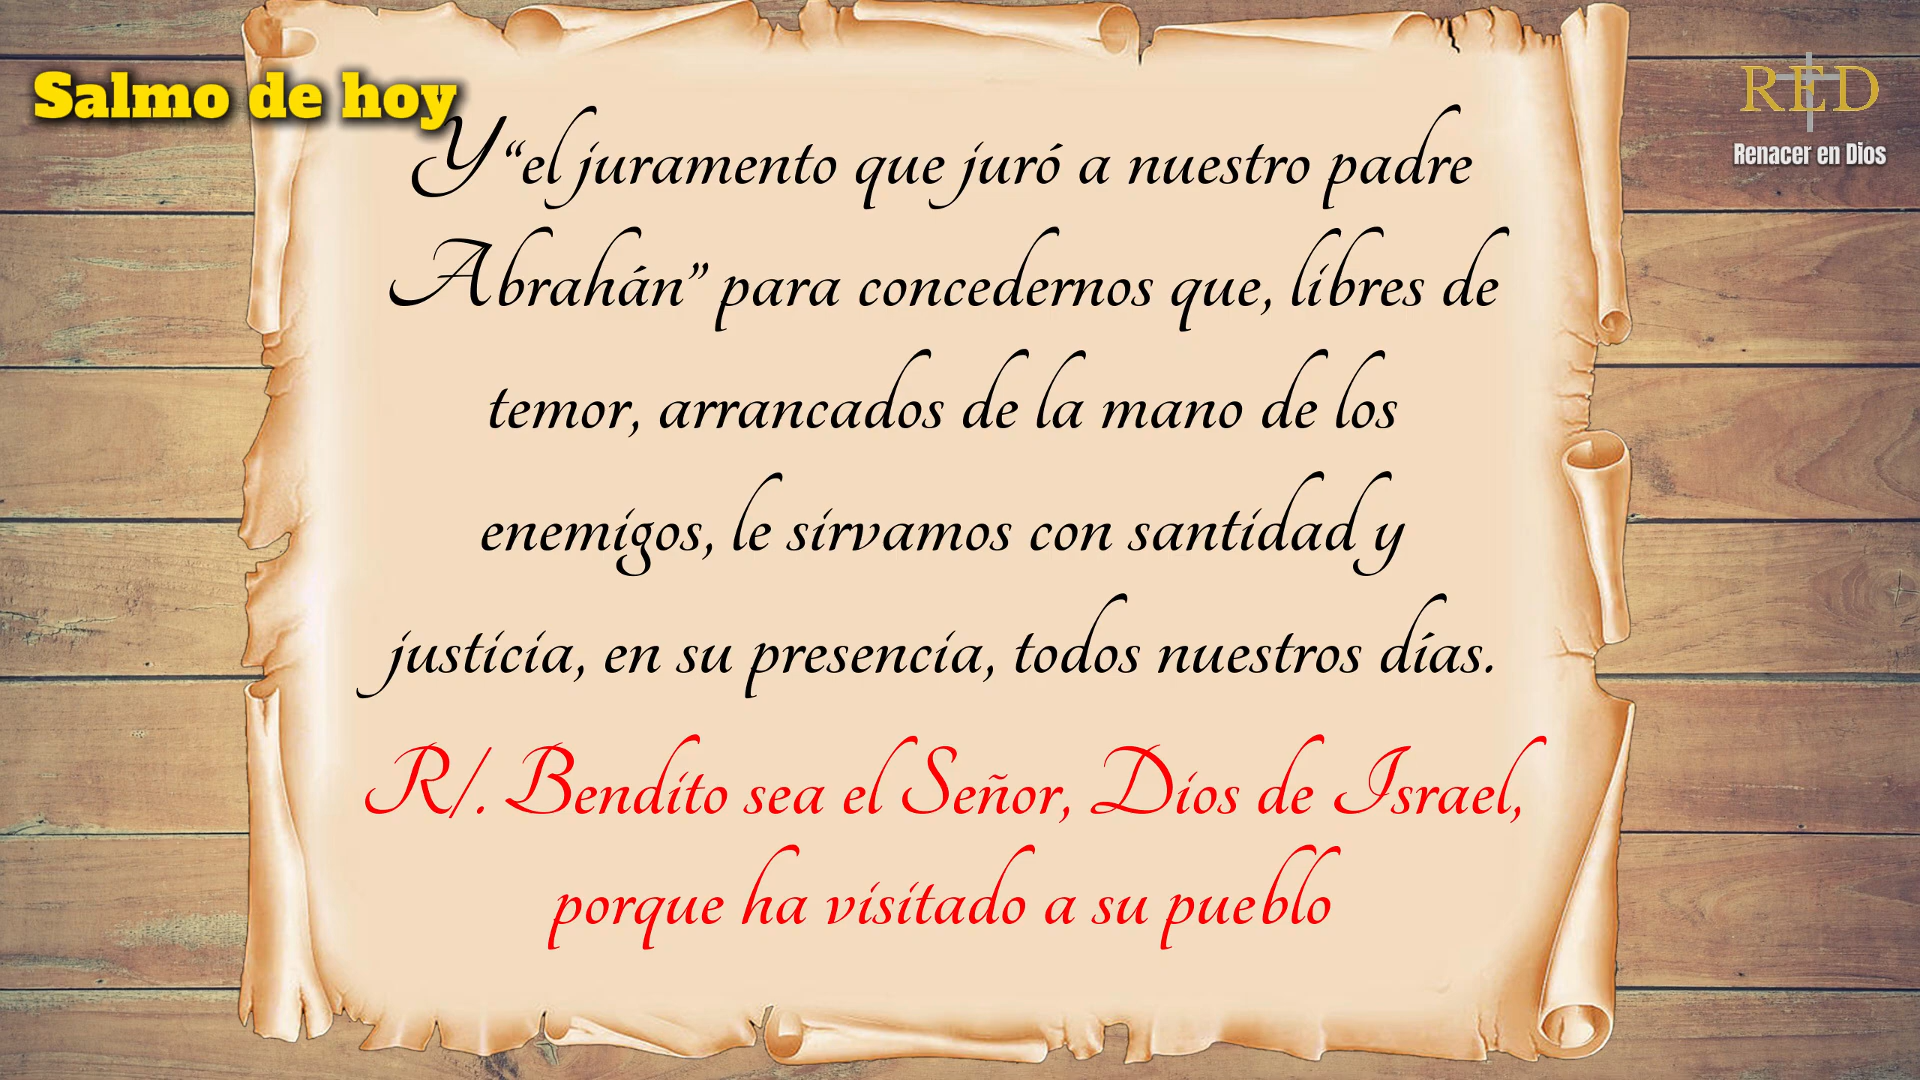 Salmo de hoy
RED
Renacer en Dios
Y “el juramento que juró a nuestro padre
Abrahán” para concedernos que, libres de
temor, arrancados de la mano de los
enemigos, le sirvamos con santidad y
justicia, en su presencia, todos nuestros días.
R/. Bendito sea el Señor, Dios de Israel,
porque ha visitado a su pueblo